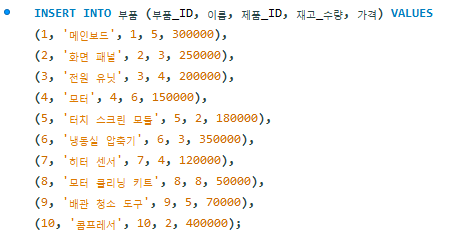 INSERT INTO 부품 (부품_ID, 이름, 제품_ID, 재고_수량, 가격) VALUES
(1, '메인보드', 1, 5, 300000),
(2, '화면 패널', 2, 3, 250000),
(3, '전원 유닛', 3, 4, 200000),
(4, '모터', 4, 6, 150000),
(5, '터치 스크린 모듈', 5, 2, 180000),
(6, '냉동실 압축기', 6, 3, 350000),
(7, '히터 센서', 7, 4, 120000),
(8, '모터 클리닝 키트', 8, 8, 50000),
(9, '배관 청소 도구', 9, 5, 70000),
(10, '콤프레서', 10, 2, 400000);